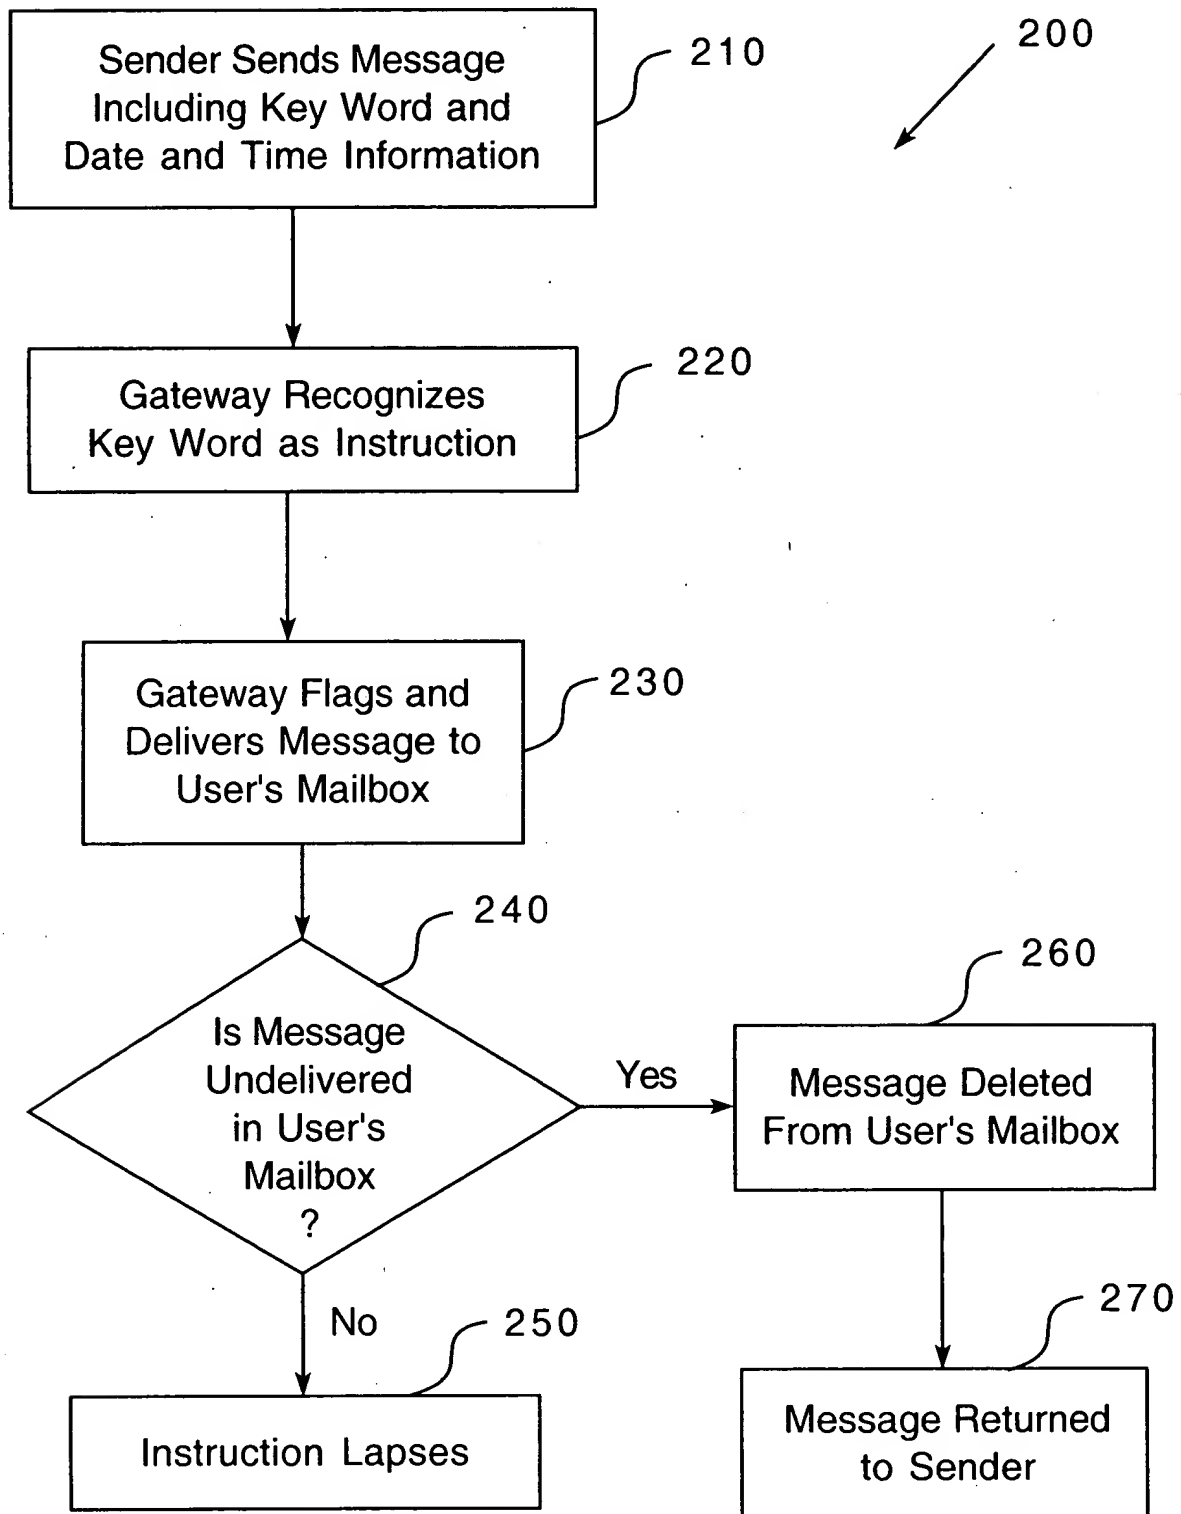 200
Sender Sends Message
Including Key Word and
Date and Time Information
210
Gateway Recognizes
Key Word as Instruction
220
Gateway Flags and
Delivers Message to
User's Mailbox
230
240
Is Message
Undelivered
in User's
Mailbox
?
Yes
No
260
Message Deleted
From User's Mailbox
250
Instruction Lapses
270
Message Returned
to Sender